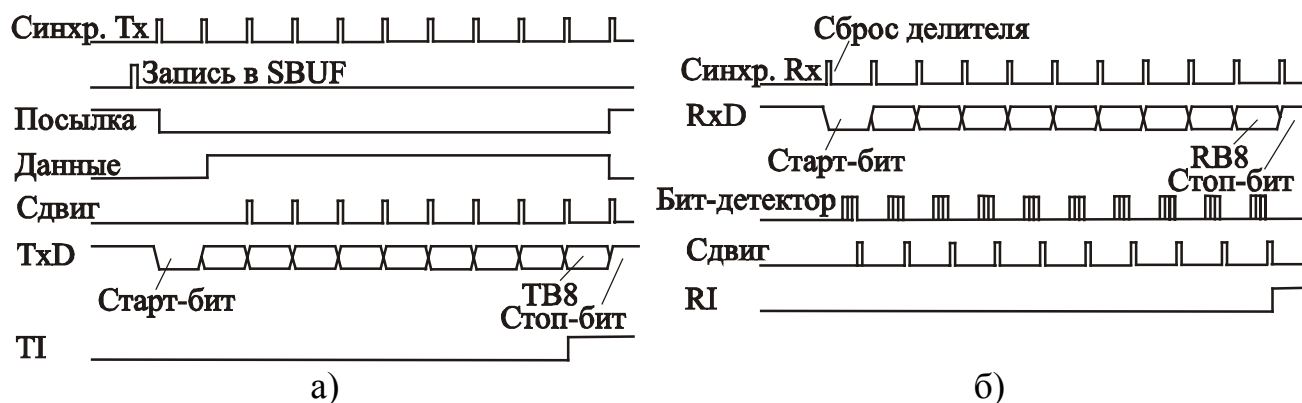 Синхр. Tx
Запись в SBUF
Посылка
Данные
Сдвиг
TxD
Старт-бит
TB8
Стоп-бит
TI
а)
Сброс делителя
Синхр. Rx
RxD
Старт-бит
RB8
Стоп-бит
Бит-детектор
Сдвиг
RI
б)